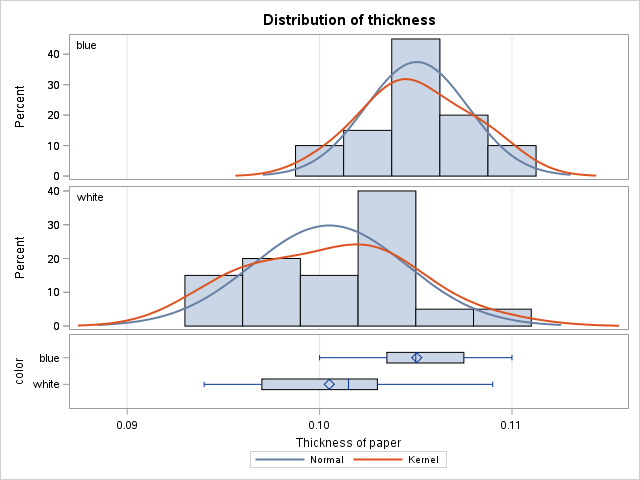 Distribution of thickness
blue
Percent
40
30
20
10
0
white
Percent
40
30
20
10
0
color
blue
white
0.09 0.10 0.11
Thickness of paper
Normal Kernel